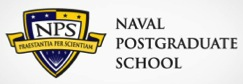 NPS
PRAESTANTIA PER SCIENTIAM
NAVAL
POSTGRADUATE
SCHOOL